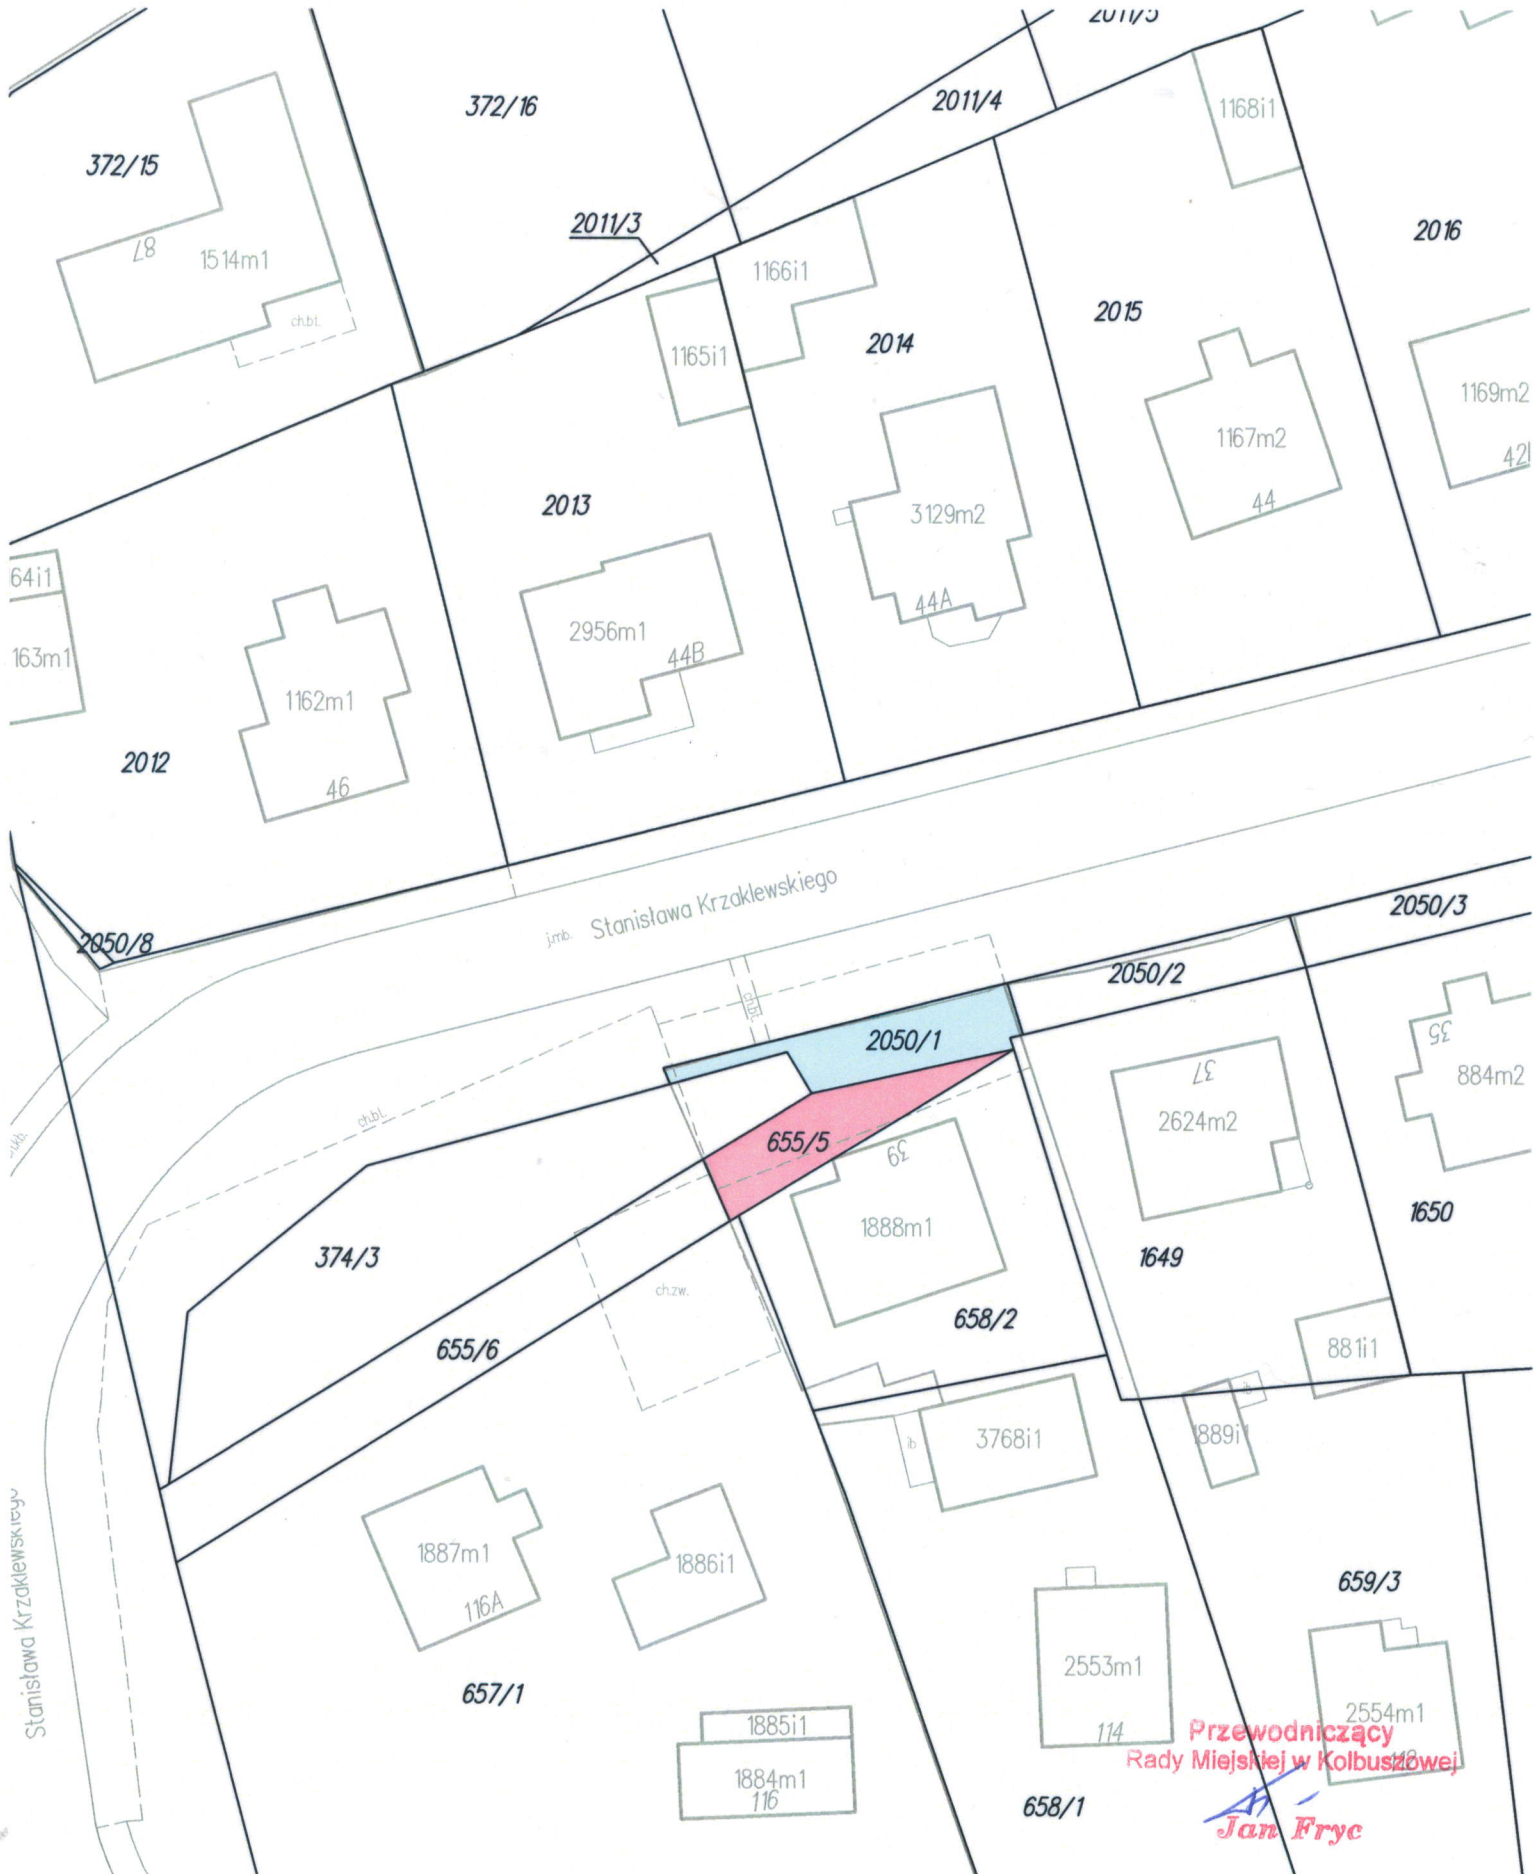 2011/5
372/16
2011/4
1168i1
372/15
2011/3
2016
87
1514m1
1166i1
ch.bt.
2015
2014
1165i1
1169m2
1167m2
44
2013
3129m2
64i1
44A
2956m1
44B
163m1
1162m1
2012
46
Stanisława Krzaklewskiego
j.mb.
2050/8
2050/3
2050/2
ch.bt.
2050/1
35
37
884m2
2624m2
ch.bt.
655/5
39
1888m1
1650
374/3
1649
ch.zw.
658/2
655/6
881i1
3768i1
ib
1889i1
1887m1
1886i1
116A
659/3
Stanisława Krzaklewskiego
2553m1
657/1
1885i1
114
2554m1
Przewodniczący
Rady Miejskiej w Kolbuszowej
1884m1
116
658/1
Jan Fryc